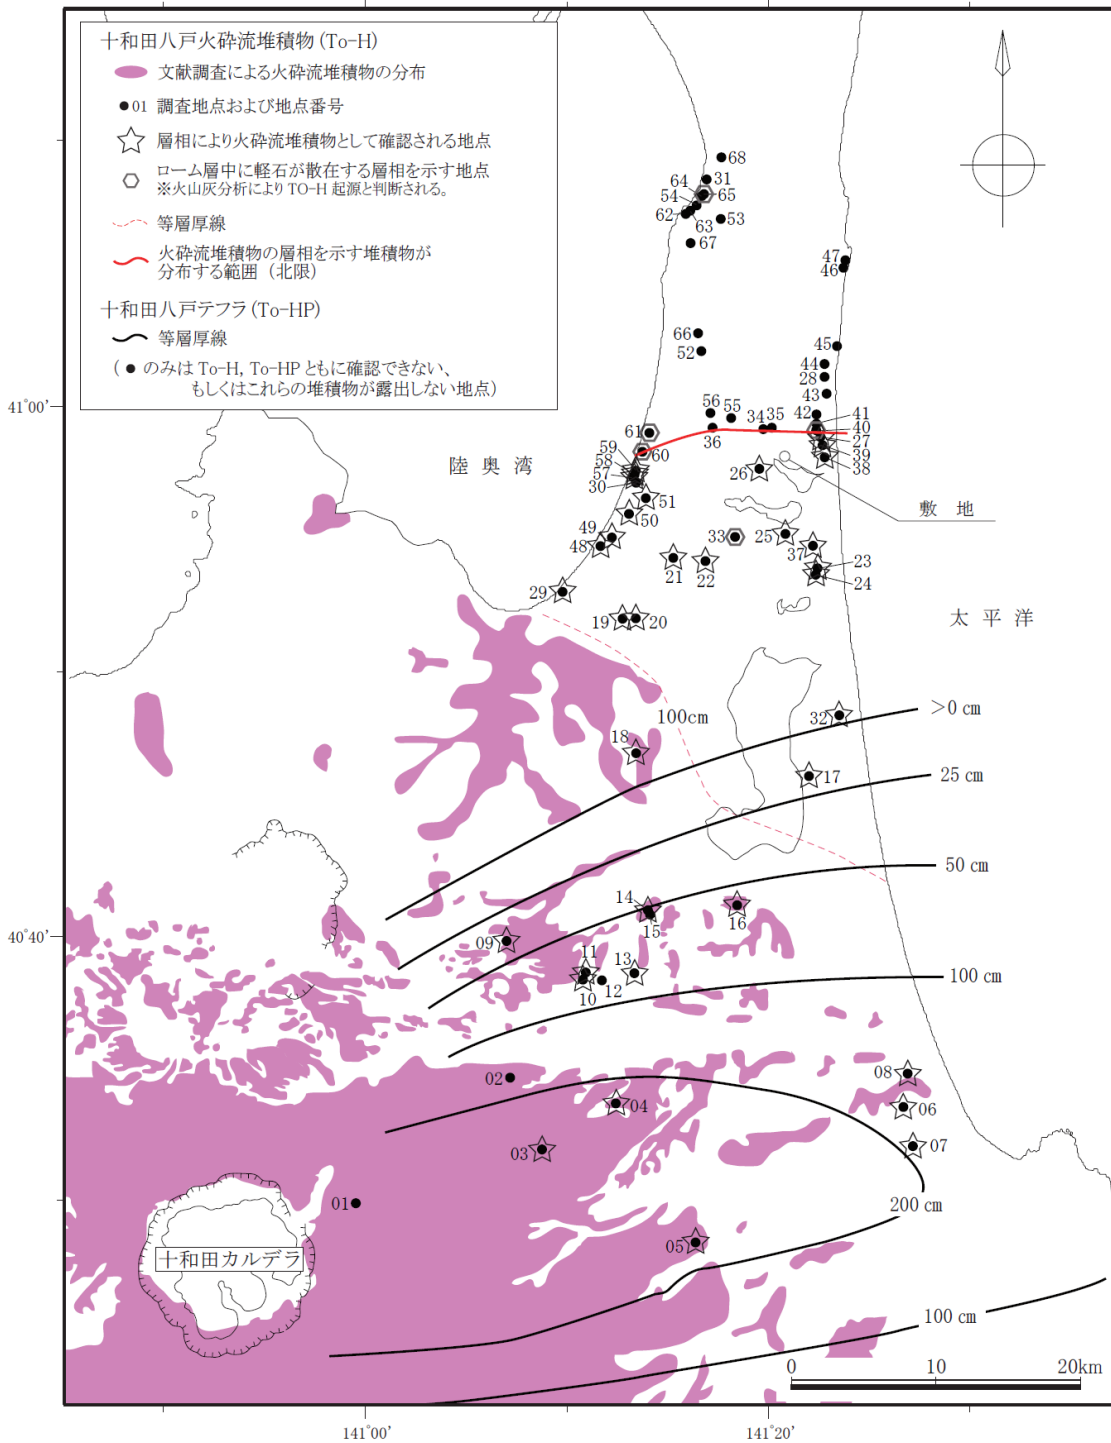 十和田八戸火砕流堆積物 (To-H)
文献調査による火砕流堆積物の分布
01 調査地点および地点番号
層相により火砕流堆積物として確認される地点
ローム層中に軽石が散在する層相を示す地点
※火山灰分析により TO-H 起源と判断される。
等層厚線
火砕流堆積物の層相を示す堆積物が
分布する範囲 (北限)
十和田八戸テフラ (To-HP)
等層厚線
( ● のみは To-H, To-HP ともに確認できない、
もしくはこれらの堆積物が露出しない地点)
68
31
64
65
54
62
63
53
67
47
46
66
45
52
44
28
43
41°00'
56
55
42
41
34
35
40
36
61
27
39
60
38
59
58
57
30
26
陸奥湾
51
敷地
50
49
48
33
25
37
23
21
22
24
29
太平洋
19
20
100cm
32
>0 cm
18
17
25 cm
50 cm
14
15
16
40°40'
09
11
13
10
12
100 cm
02
08
04
06
03
07
01
200 cm
05
十和田カルデラ
100 cm
0
10
20km
141°00'
141°20'